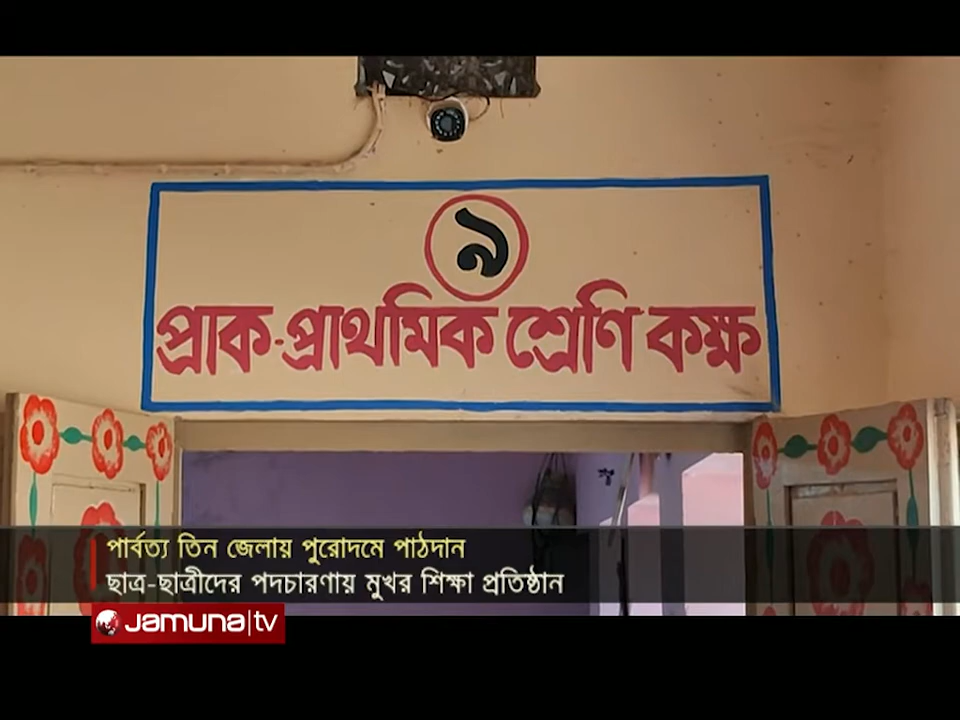 ৯
প্রাক-প্রাথমিক শ্রেণি কক্ষ
পার্বত্য তিন জেলায় পুরোদমে পাঠদান
ছাত্র-ছাত্রীদের পদচারণায় মুখর শিক্ষা প্রতিষ্ঠান
Jamuna|tv